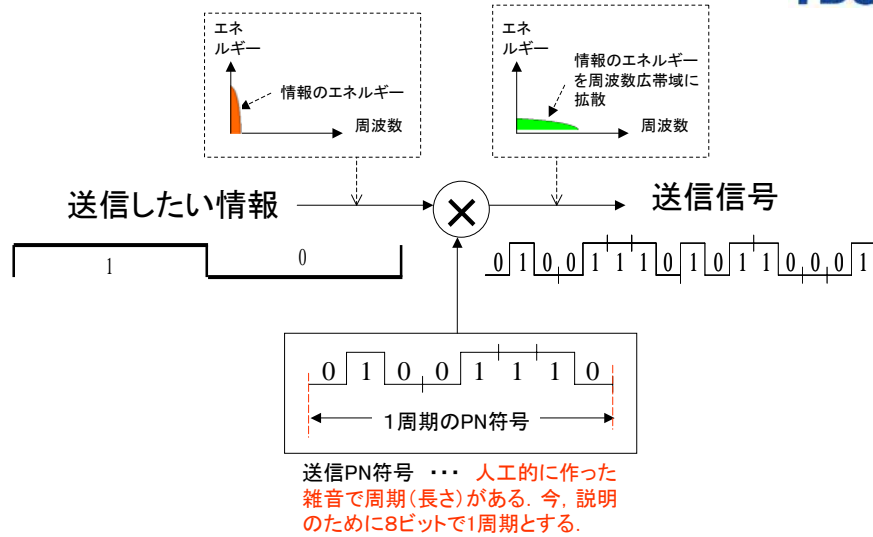 エネ
ルギー
情報のエネルギー
周波数
エネ
ルギー
情報のエネルギー
を周波数広帯域に
拡散
周波数
送信したい情報
×
送信信号
1 0
0 1 0 0 1 1 1 0 1 0 1 1 0 0 0 1
0 1 0 0 1 1 1 0
1周期のPN符号
送信PN符号 ・・・ 人工的に作った
雑音で周期(長さ)がある. 今, 説明
のために8ビットで1周期とする.